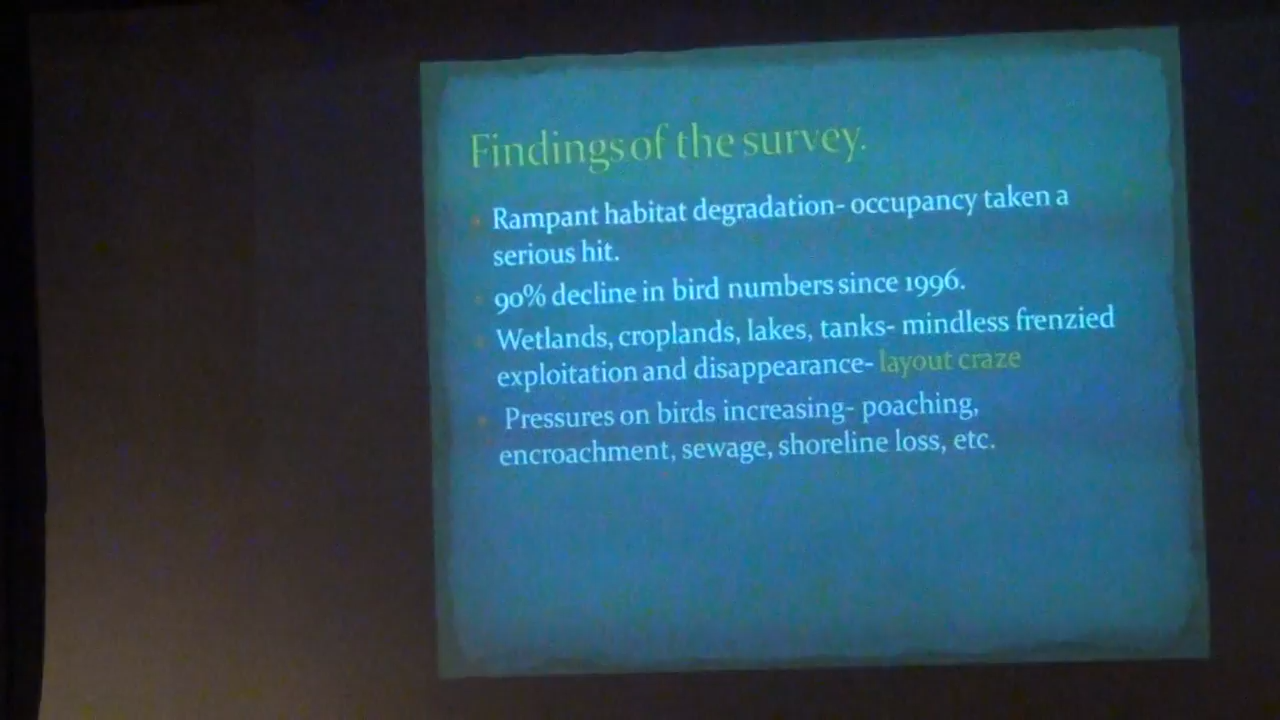 Findings of the survey.
Rampant habitat degradation- occupancy taken a
serious hit.
90% decline in bird numbers since 1996.
Wetlands, croplands, lakes, tanks- mindless frenzied
exploitation and disappearance- layout craze
Pressures on birds increasing- poaching,
encroachment, sewage, shoreline loss, etc.